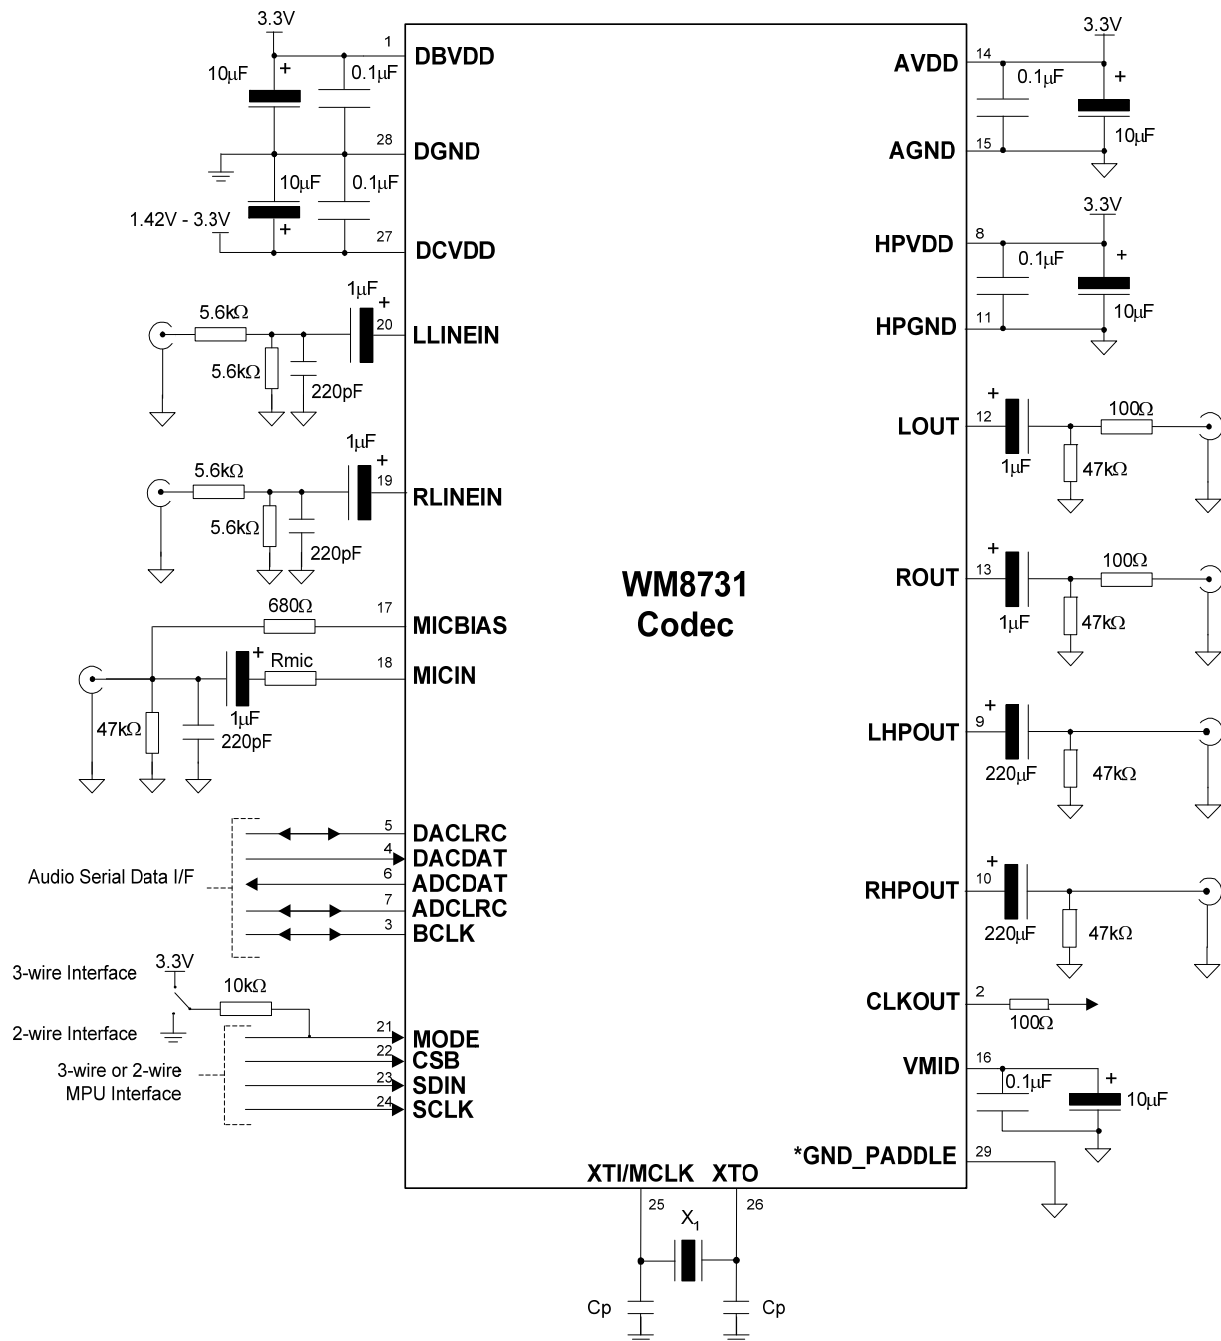 3.3V
1
DBVDD
10µF
+
0.1µF
28
DGND
10µF
0.1µF
1.42V - 3.3V
+
27
DCVDD
1µF
+
5.6kΩ
20
LLINEIN
5.6kΩ
220pF
1µF
+
5.6kΩ
19
RLINEIN
5.6kΩ
220pF
680Ω
17
MICBIAS
+
Rmic
18
MICIN
47kΩ
1µF
220pF
Audio Serial Data I/F
5
DACLRC
4
DACDAT
6
ADCDAT
7
ADCLRC
3
BCLK
3-wire Interface
3.3V
10kΩ
2-wire Interface
21
MODE
3-wire or 2-wire
MPU Interface
22
CSB
23
SDIN
24
SCLK
WM8731
Codec
3.3V
AVDD
14
0.1µF
+
10µF
AGND
15
3.3V
HPVDD
8
0.1µF
+
10µF
HPGND
11
LOUT
12
+
1µF
100Ω
47kΩ
ROUT
13
+
1µF
100Ω
47kΩ
LHPOUT
9
+
220µF
47kΩ
RHPOUT
10
+
220µF
47kΩ
CLKOUT
2
100Ω
VMID
16
0.1µF
+
10µF
*GND_PADDLE
29
XTI/MCLK
XTO
25
26
X1
Cp
Cp